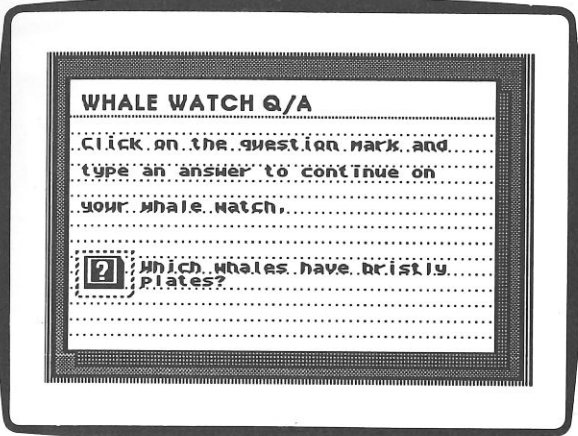 WHALE WATCH Q/A
Click on the question mark and
type an answer to continue on
your whale watch.
?
Which whales have bristly
plates?